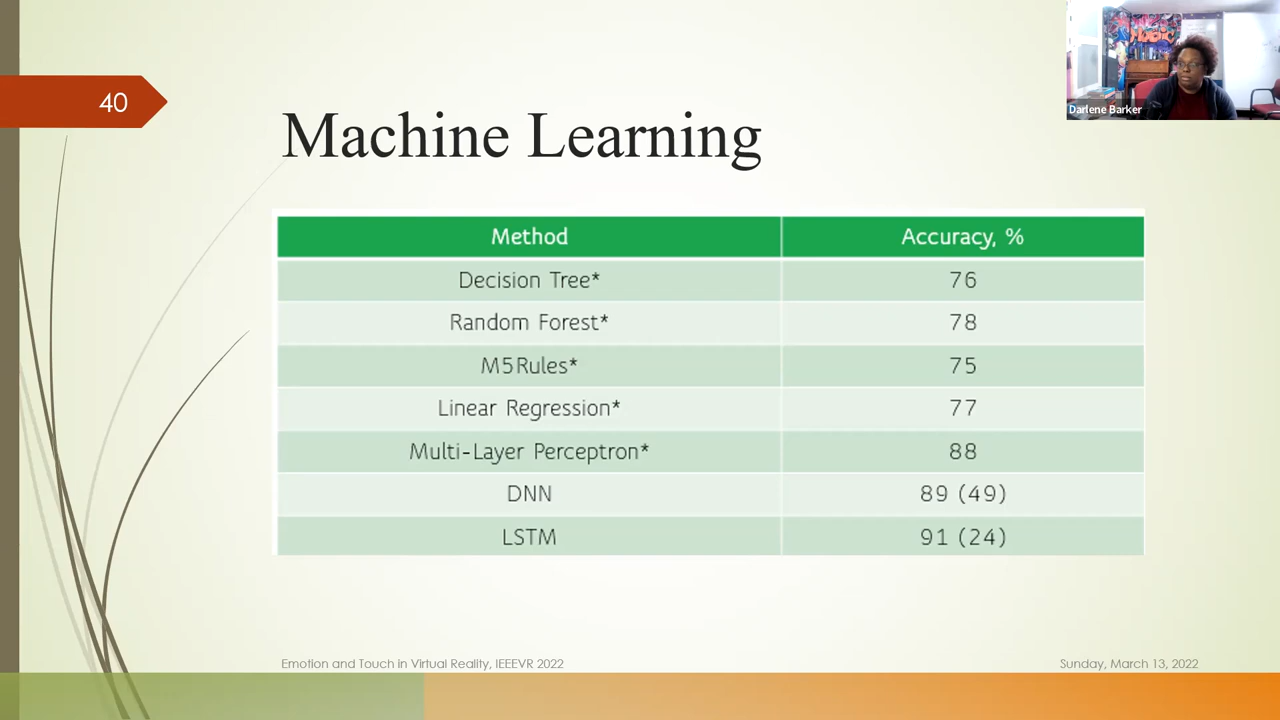 40
Machine Learning
Method Accuracy, %
Decision Tree* 76
Random Forest* 78
M5Rules* 75
Linear Regression* 77
Multi-Layer Perceptron* 88
DNN 89 (49)
LSTM 91 (24)
Emotion and Touch in Virtual Reality, IEEEVR 2022
Sunday, March 13, 2022
Darlene Barker